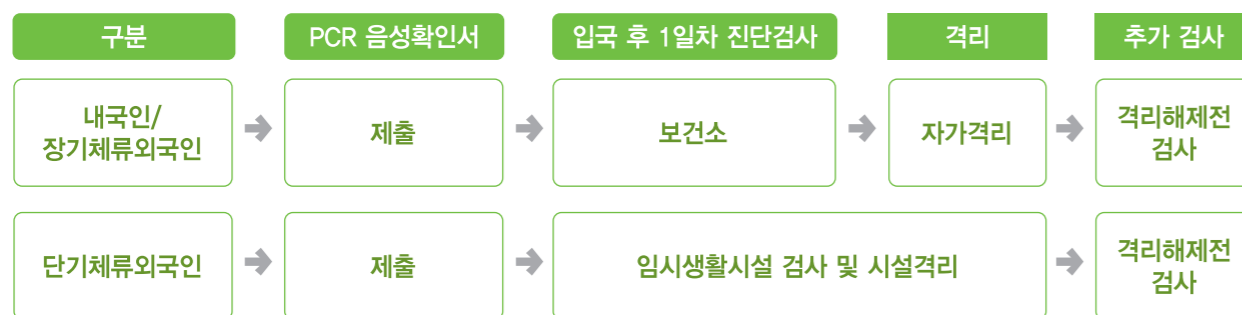 구분
PCR 음성확인서
입국 후 1일차 진단검사
격리
추가 검사
내국인/
장기체류외국인
제출
보건소
자가격리
격리해제전
검사
단기체류외국인
제출
임시생활시설 검사 및 시설격리
격리해제전
검사